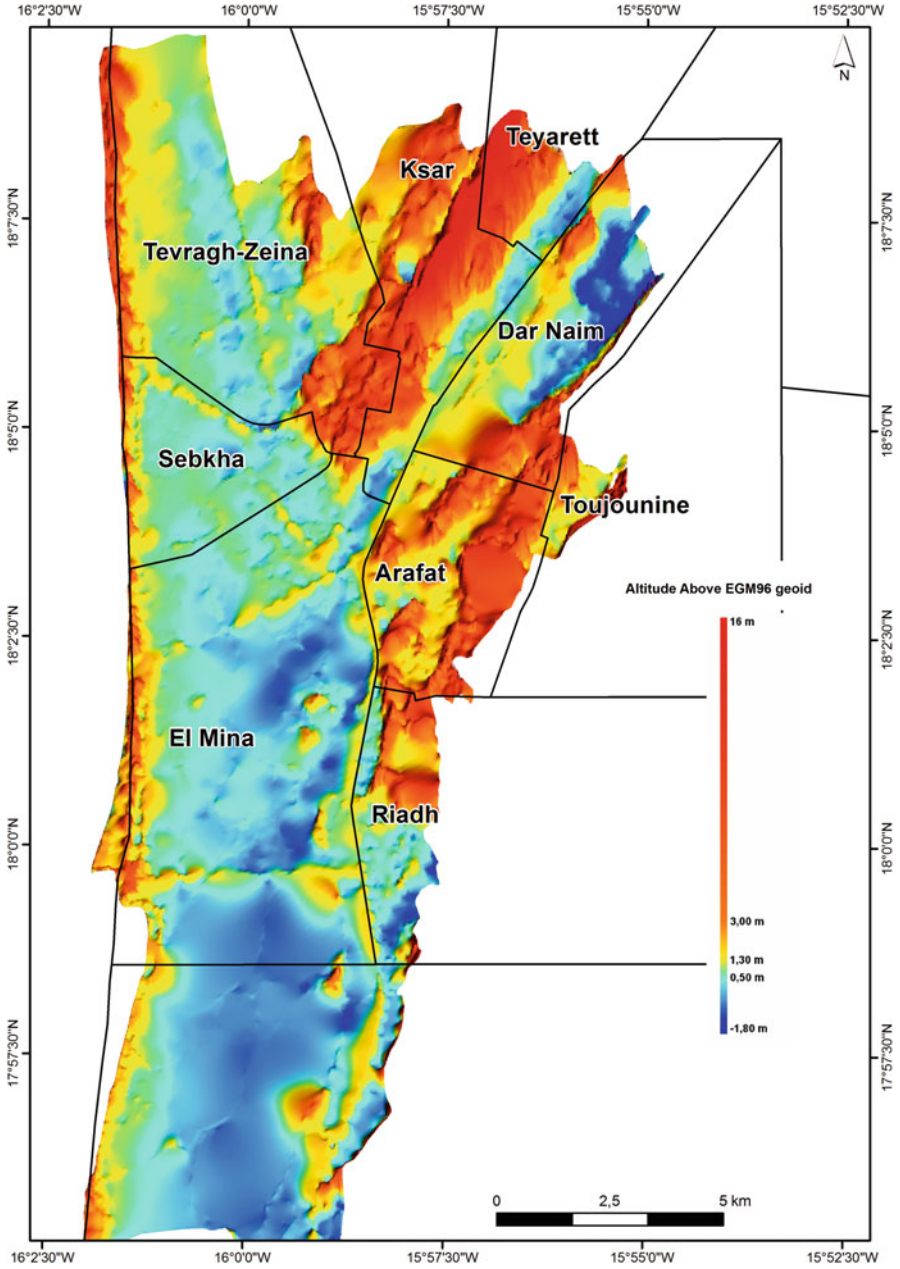 16°2'30"W
16°0'0"W
15°57'30"W
15°55'0"W
15°52'30"W
N
Teyarett
Ksar
18°7'30"N
18°7'30"N
Tevragh-Zeina
Dar Naim
18°5'0"N
18°5'0"N
Sebkha
Toujounine
Arafat
Altitude Above EGM96 geoid
16 m
18°2'30"N
18°2'30"N
El Mina
Riadh
18°0'0"N
18°0'0"N
3,00 m
1,30 m
0,50 m
-1,80 m
17°57'30"N
17°57'30"N
0
2,5
5 km
16°2'30"W
16°0'0"W
15°57'30"W
15°55'0"W
15°52'30"W